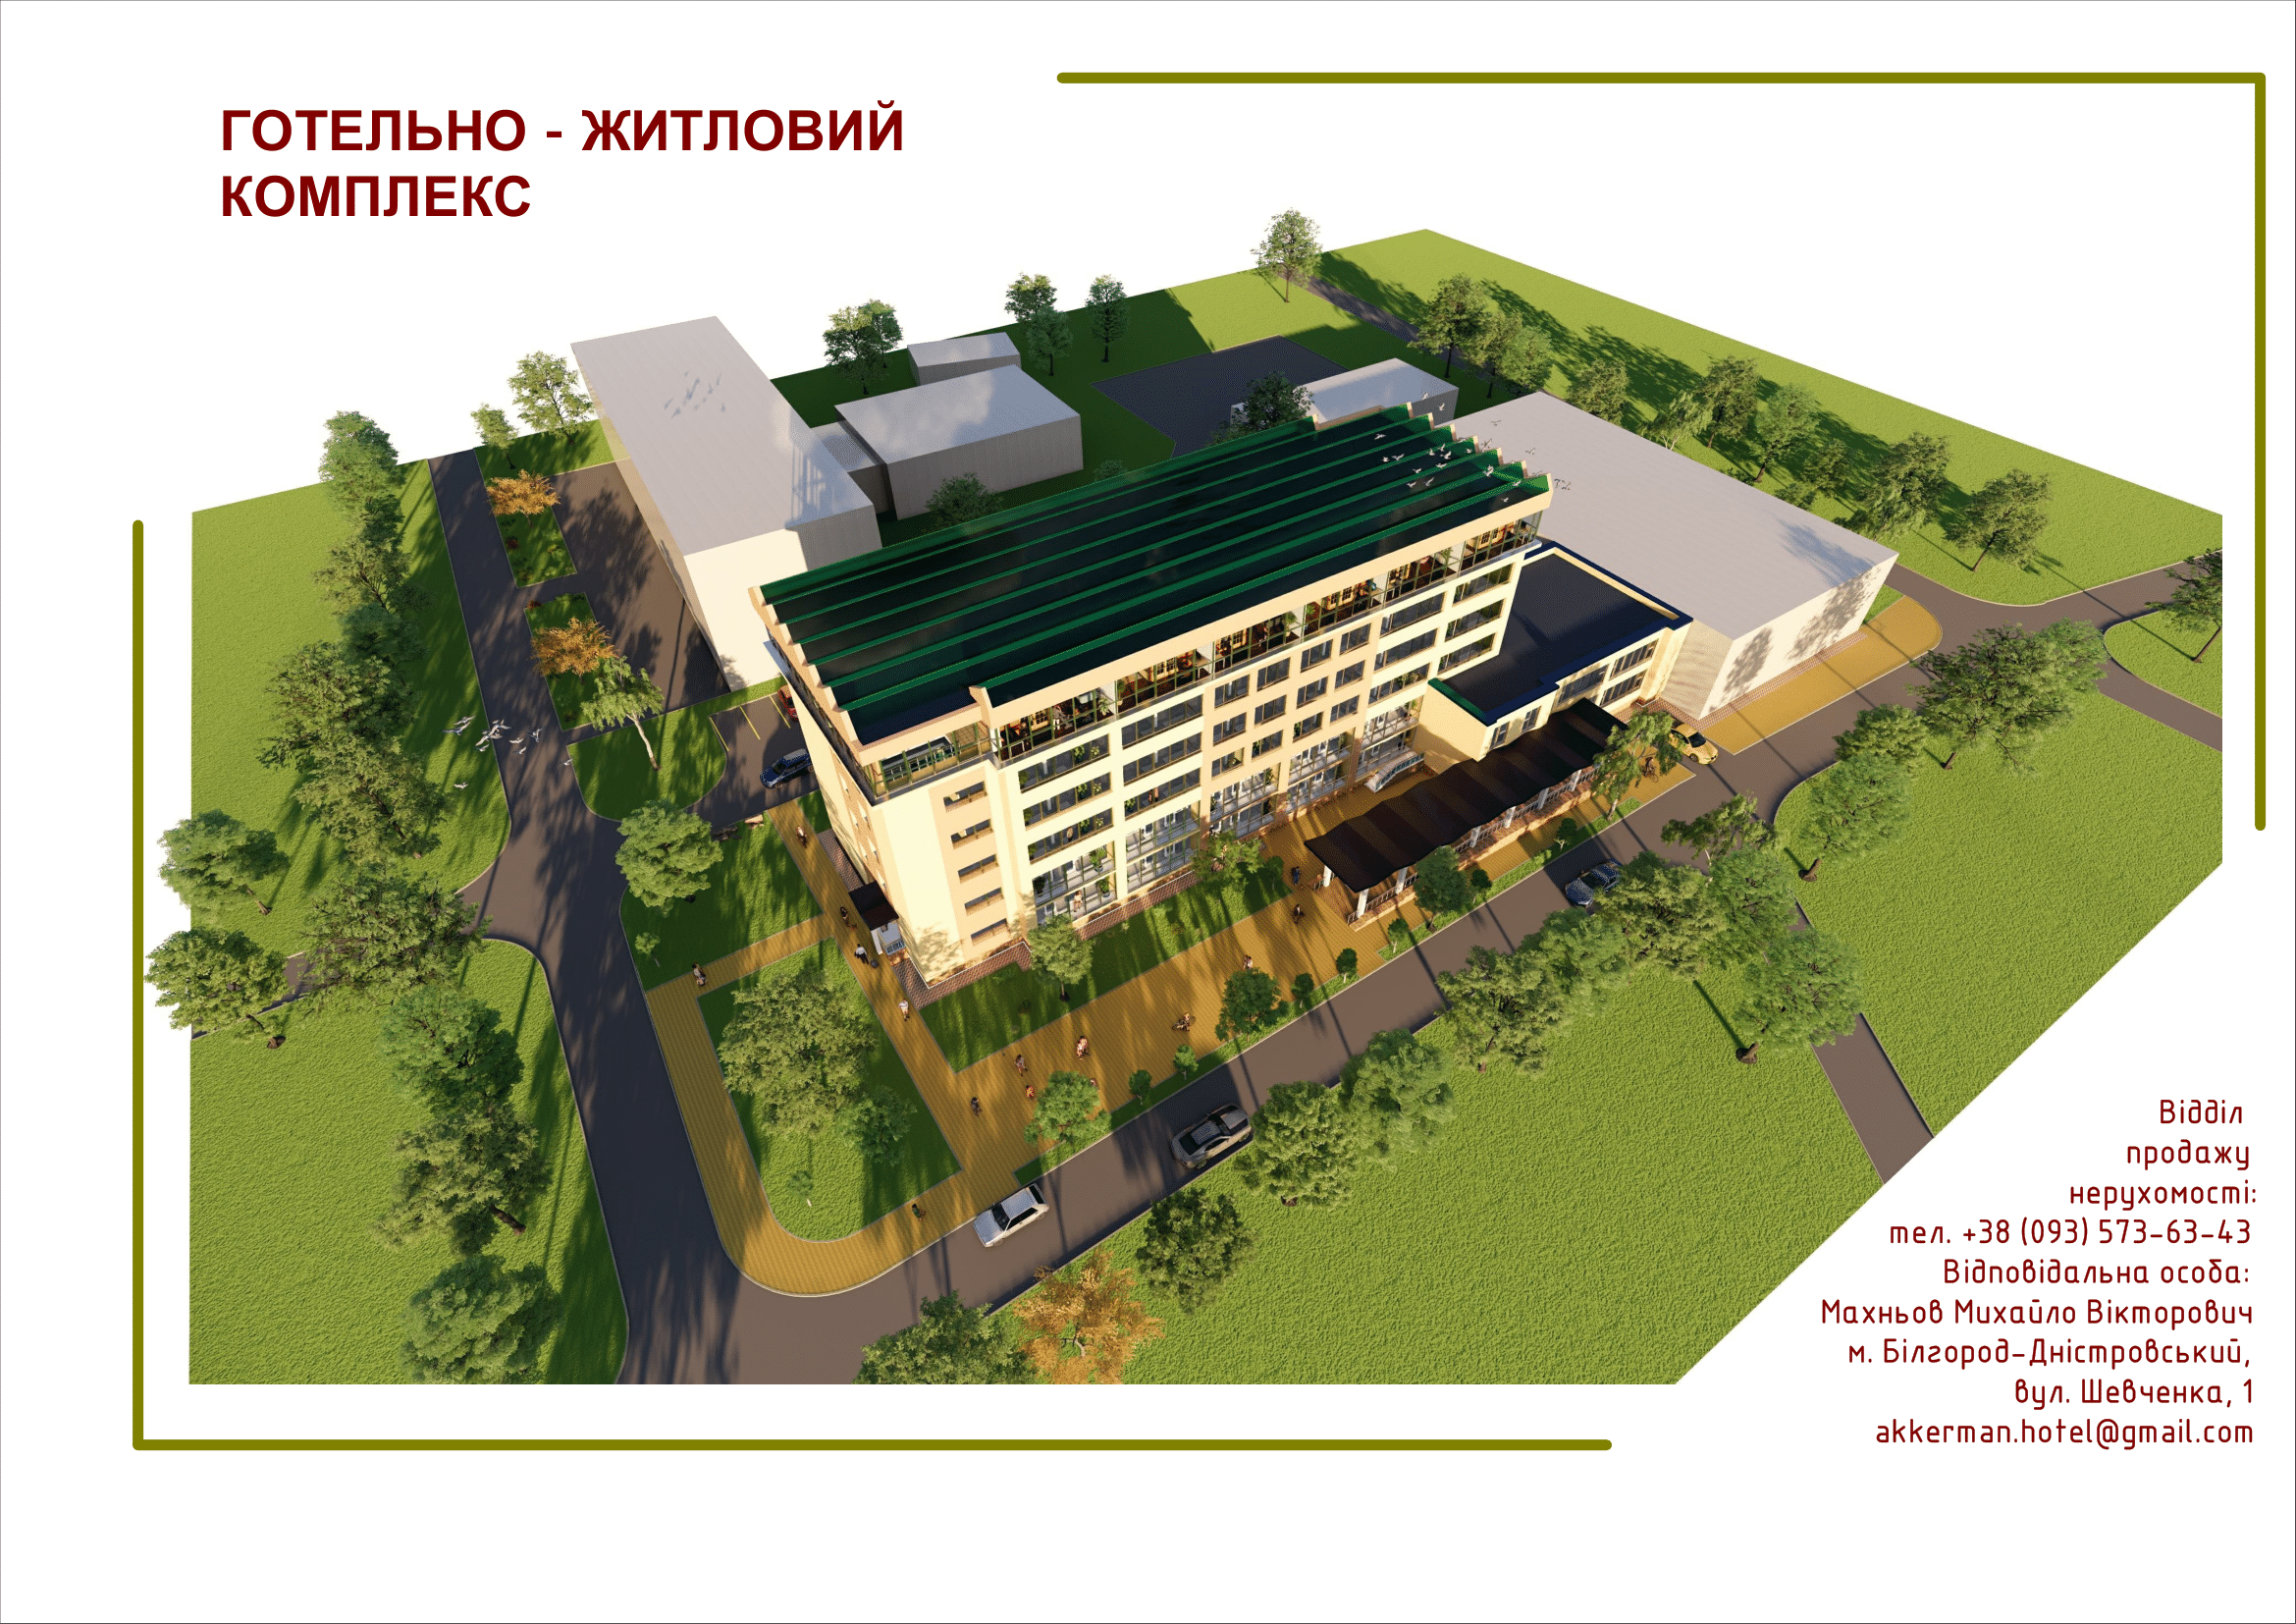 ГОТЕЛЬНО - ЖИТЛОВИЙ
КОМПЛЕКС
Відділ
продажу
нерухомості:
тел. +38 (093) 573-63-43
Відповідальна особа:
Махньов Михайло Вікторович
м. Білгород-Дністровський,
вул. Шевченка, 1
akkerman.hotel@gmail.com